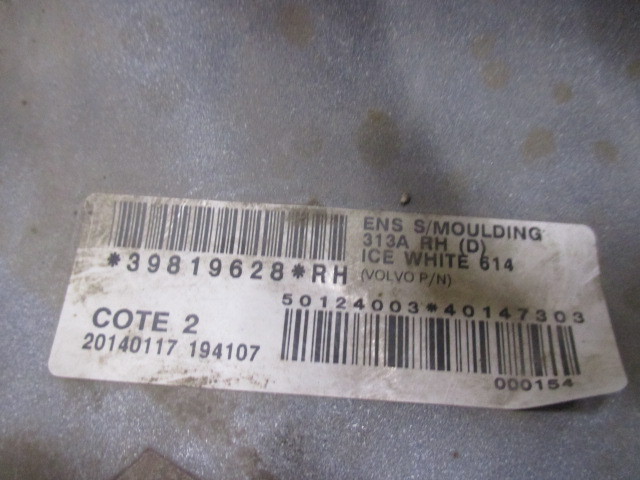 ENS S/MOULDING
313A RH (D)
ICE WHITE 614
(VOLVO P/N)
*39819628*RH
50124003*40147303
COTE 2
20140117 194107
000154